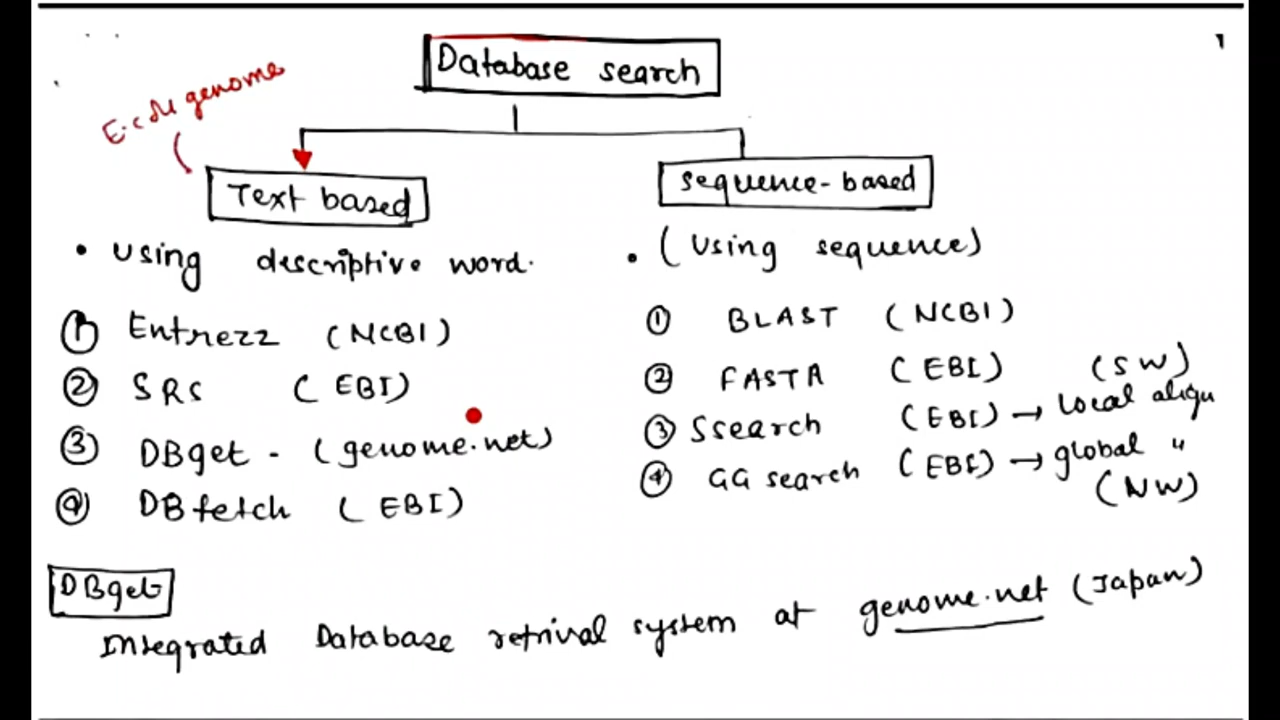 Database search
E.coli genome
Text based
• Using descriptive word.
① Entrezz (NCBI)
② SRS (EBI)
③ DBget - (genome.net)
④ DBfetch (EBI)
sequence-based
• (Using sequence)
① BLAST (NCBI)
② FASTA (EBI) (SW)
③ Ssearch (EBI) → local align
④ GG search (EBI) → global "
(NW)
DBget
Integrated Database retrival system at genome.net (Japan)